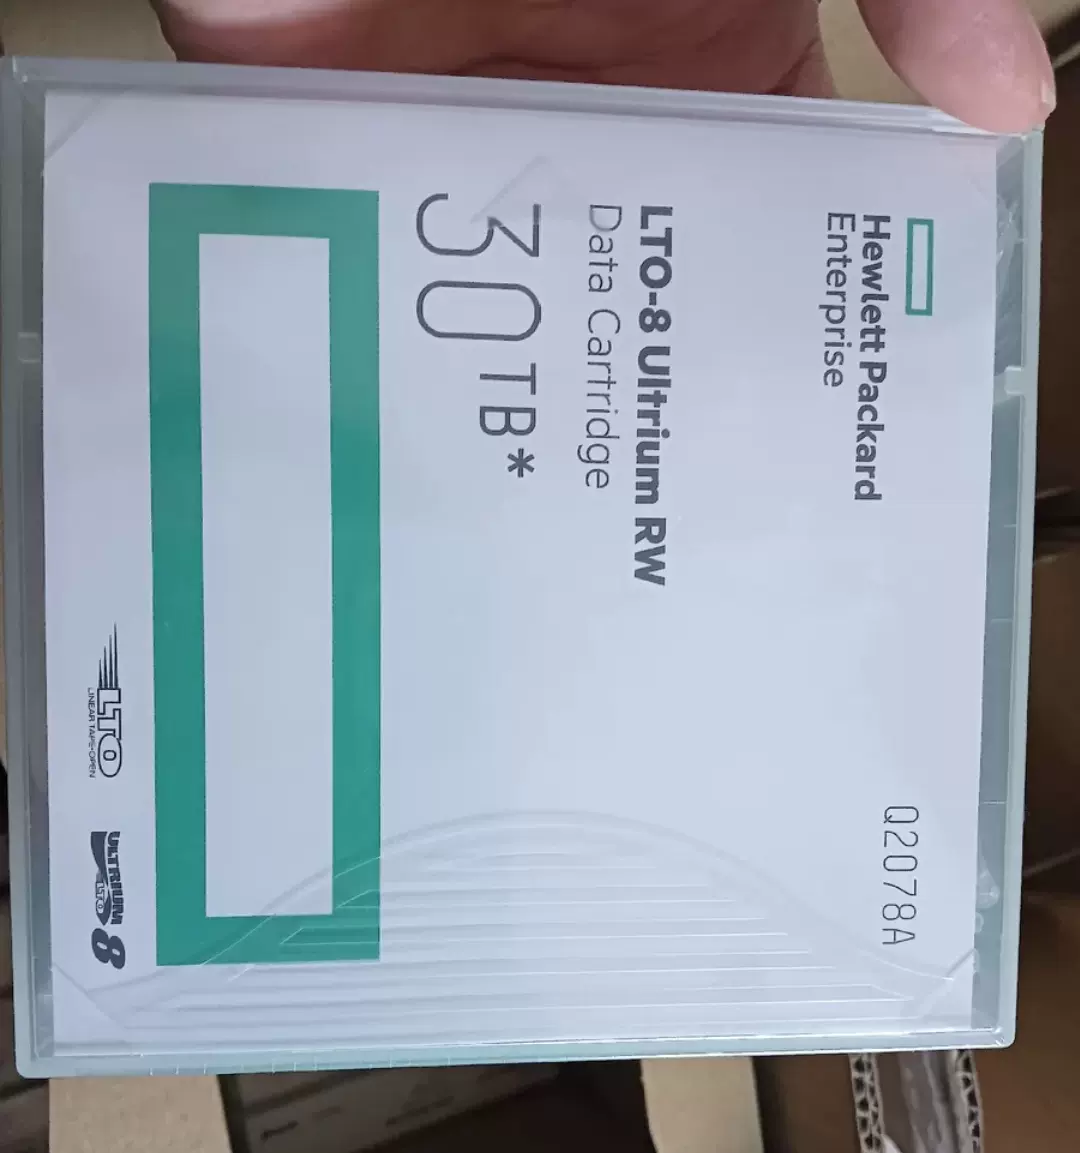 Hewlett Packard
Enterprise
Q2078A
LTO-8 Ultrium RW
Data Cartridge
30TB*
LTO
LINEAR TAPE-OPEN
ULTRIUM
LTO
8